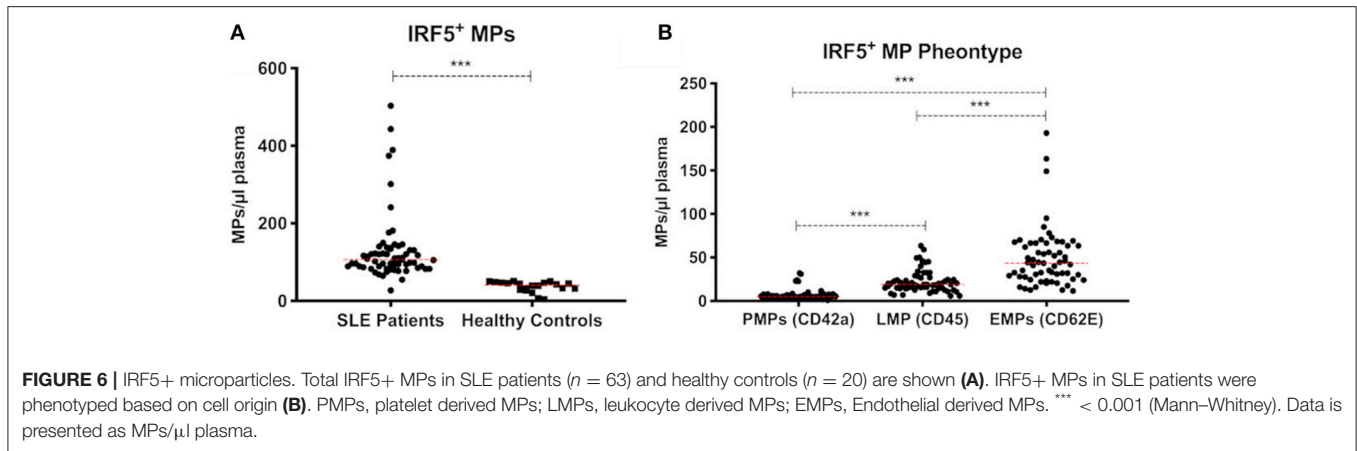 A
IRF5+ MPs
600
400
200
0
MPs/µl plasma
***
SLE Patients
Healthy Controls
B
IRF5+ MP Pheontype
250
200
150
100
50
0
MPs/µl plasma
***
***
***
PMPs (CD42a)
LMP (CD45)
EMPs (CD62E)
FIGURE 6 | IRF5+ microparticles. Total IRF5+ MPs in SLE patients (n = 63) and healthy controls (n = 20) are shown (A). IRF5+ MPs in SLE patients were
phenotyped based on cell origin (B). PMPs, platelet derived MPs; LMPs, leukocyte derived MPs; EMPs, Endothelial derived MPs. *** < 0.001 (Mann–Whitney). Data is
presented as MPs/µl plasma.